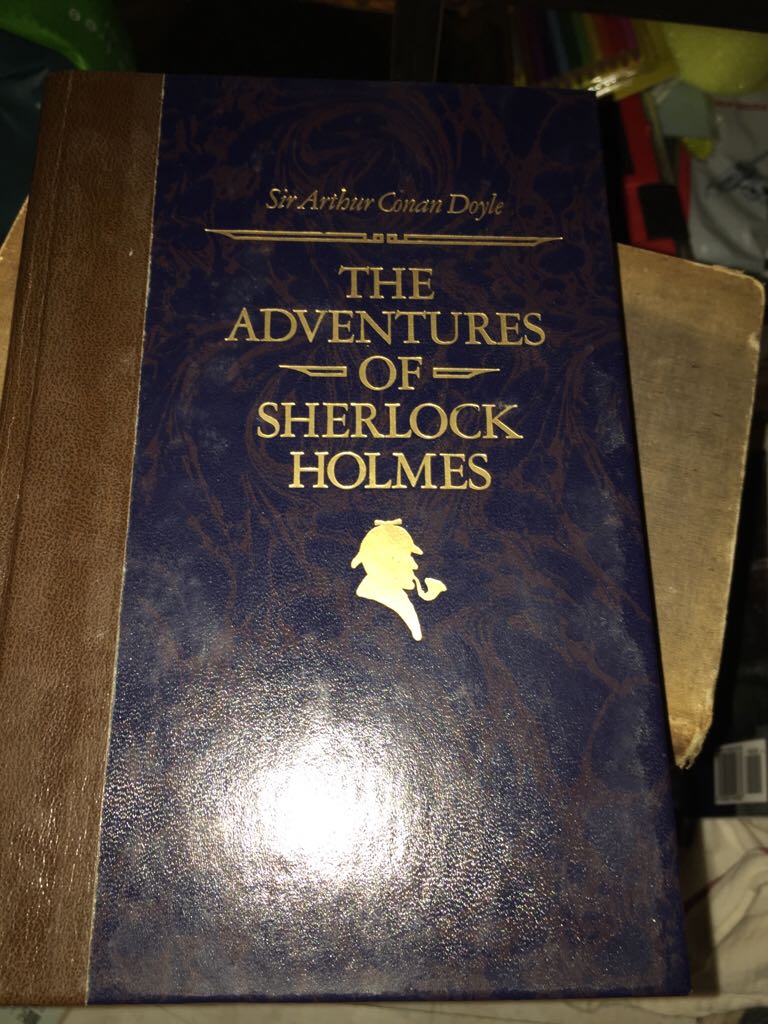 Sir Arthur Conan Doyle
THE
ADVENTURES
OF
SHERLOCK
HOLMES